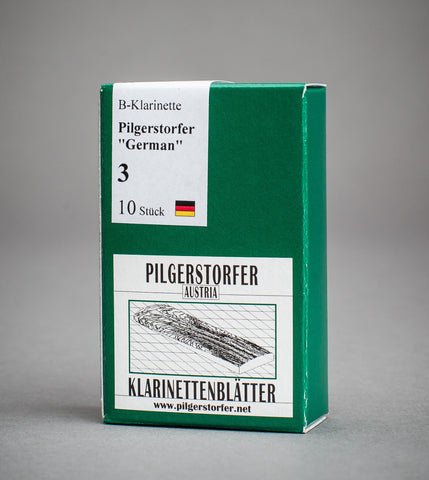 B-Klarinette
Pilgerstorfer
"German"
3
10 Stück
PILGERSTORFER
AUSTRIA
KLARINETTENBLÄTTER
www.pilgerstorfer.net